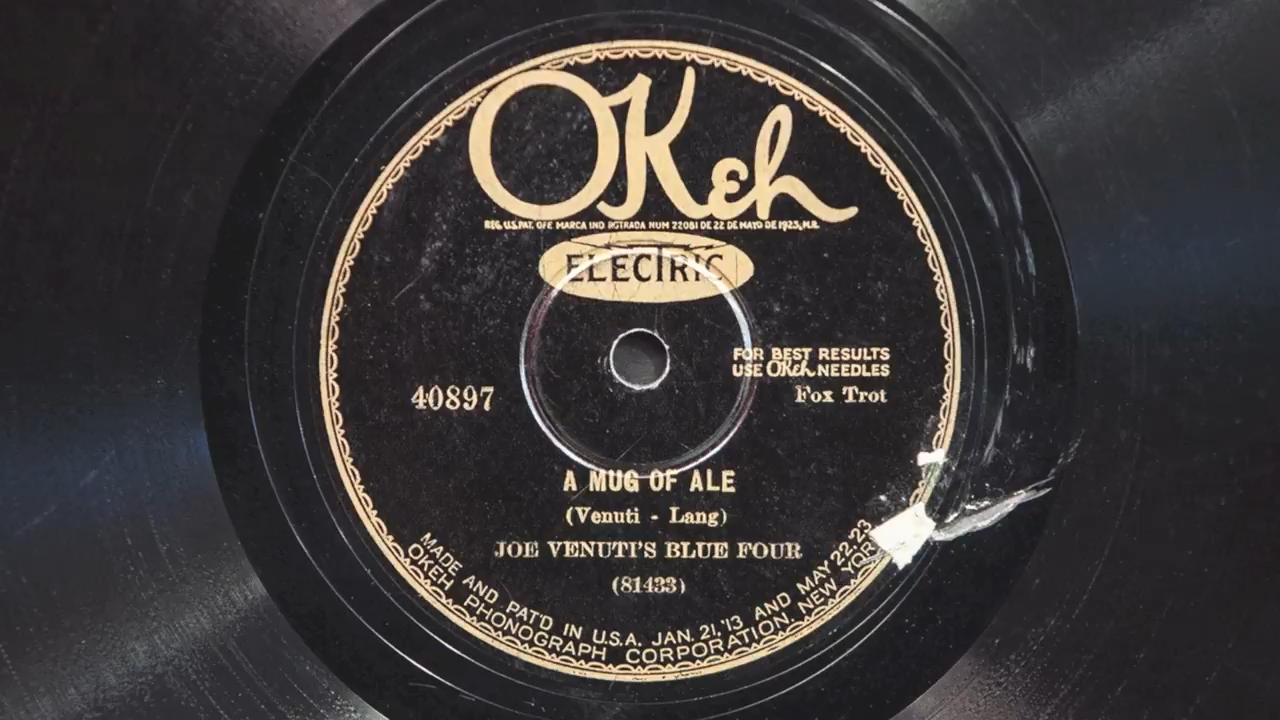 OKeh
REG. U.S. PAT. OFF. MARCA IND RGTRADA NUM 22081 DE 22 DE MAYO DE 1923, M.R.
ELECTRIC
FOR BEST RESULTS
USE OKeh NEEDLES
40897
Fox Trot
A MUG OF ALE
(Venuti - Lang)
JOE VENUTI'S BLUE FOUR
(81433)
MADE AND PAT'D IN U.S.A. JAN. 21, '13 AND MAY 22, 23
OKEH PHONOGRAPH CORPORATION, NEW YORK